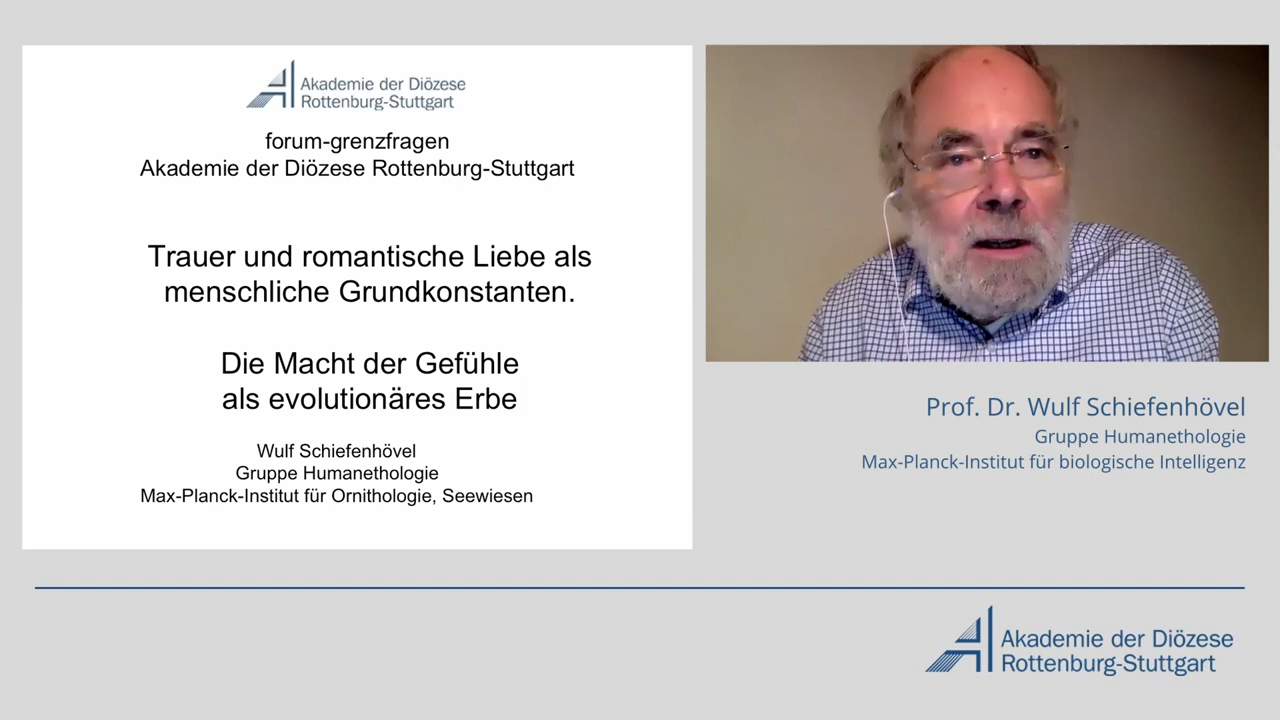 Akademie der Diözese
Rottenburg-Stuttgart
forum-grenzfragen
Akademie der Diözese Rottenburg-Stuttgart
Trauer und romantische Liebe als
menschliche Grundkonstanten.
Die Macht der Gefühle
als evolutionäres Erbe
Wulf Schiefenhövel
Gruppe Humanethologie
Max-Planck-Institut für Ornithologie, Seewiesen
Prof. Dr. Wulf Schiefenhövel
Gruppe Humanethologie
Max-Planck-Institut für biologische Intelligenz
Akademie der Diözese
Rottenburg-Stuttgart